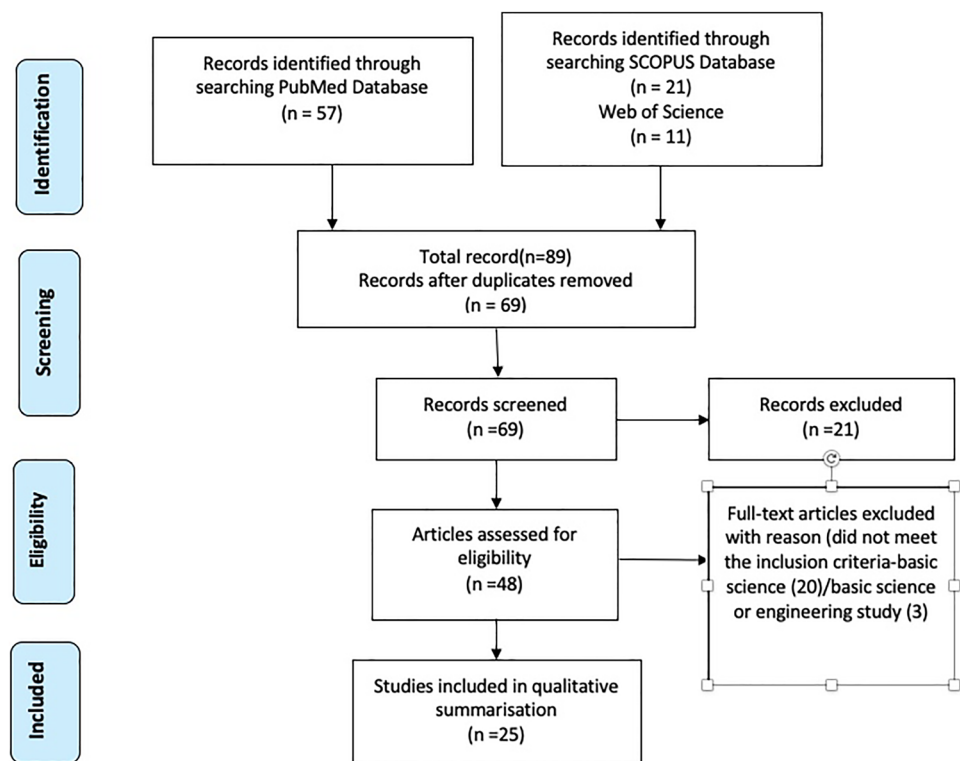 Identification
Records identified through
searching PubMed Database
(n = 57)
Records identified through
searching SCOPUS Database
(n = 21)
Web of Science
(n = 11)
Screening
Total record(n=89)
Records after duplicates removed
(n = 69)
Records screened
(n =69)
Records excluded
(n =21)
Eligibility
Articles assessed for
eligibility
(n =48)
Full-text articles excluded
with reason (did not meet
the inclusion criteria-basic
science (20)/basic science
or engineering study (3)
Included
Studies included in qualitative
summarisation
(n =25)